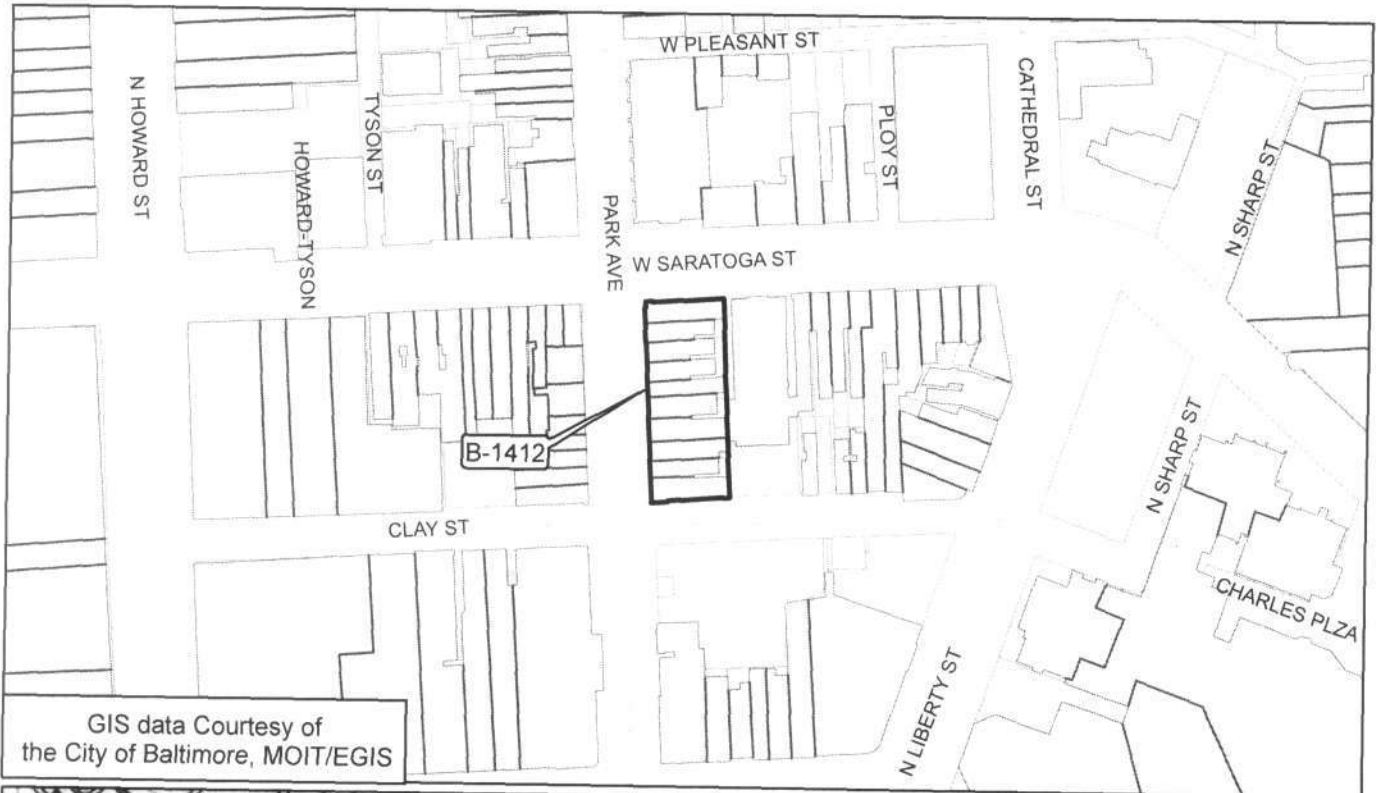 W PLEASANT ST
N HOWARD ST
TYSON ST
HOWARD-TYSON
PARK AVE
PLOY ST
CATHEDRAL ST
N SHARP ST
W SARATOGA ST
B-1412
N SHARP ST
CLAY ST
CHARLES PLZA
N LIBERTY ST
GIS data Courtesy of
the City of Baltimore, MOIT/EGIS